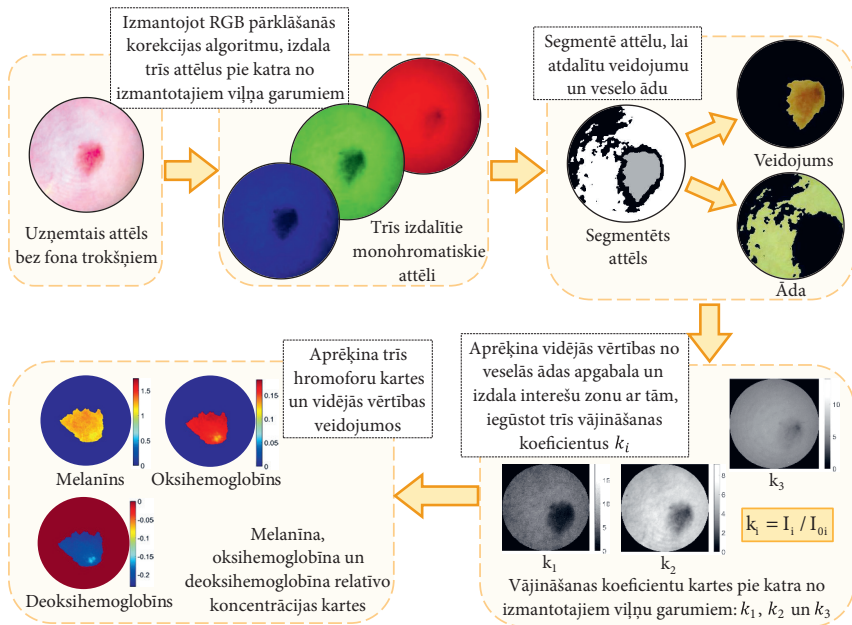 Izmantojot RGB pārklāšanās
korekcijas algoritmu, izdala
trīs attēlus pie katra no
izmantotajiem viļņa garumiem
Uzņemtais attēls
bez fona trokšņiem
Trīs izdalītie
monohromatiskie
attēli
Segmentē attēlu, lai
atdalītu veidojumu
un veselo ādu
Segmentēts
attēls
Veidojums
Āda
Aprēķina vidējās vērtības no
veselās ādas apgabala un
izdala interešu zonu ar tām,
iegūstot trīs vājināšanas
koeficientus k_i
15
10
5
0
k_3
15
10
5
0
k_1
8
6
4
2
0
k_2
k_i = I_i / I_0i
Vājināšanas koeficientu kartes pie katra no
izmantotajiem viļņu garumiem: k_1, k_2 un k_3
Aprēķina trīs
hromoforu kartes
un vidējās vērtības
veidojumos
1.5
1
0.5
0
Melanīns
0.15
0.1
0.05
0
Oksihemoglobīns
0
-0.05
-0.1
-0.15
-0.2
Deoksihemoglobīns
Melanīna,
oksihemoglobīna un
deoksihemoglobīna relatīvo
koncentrācijas kartes